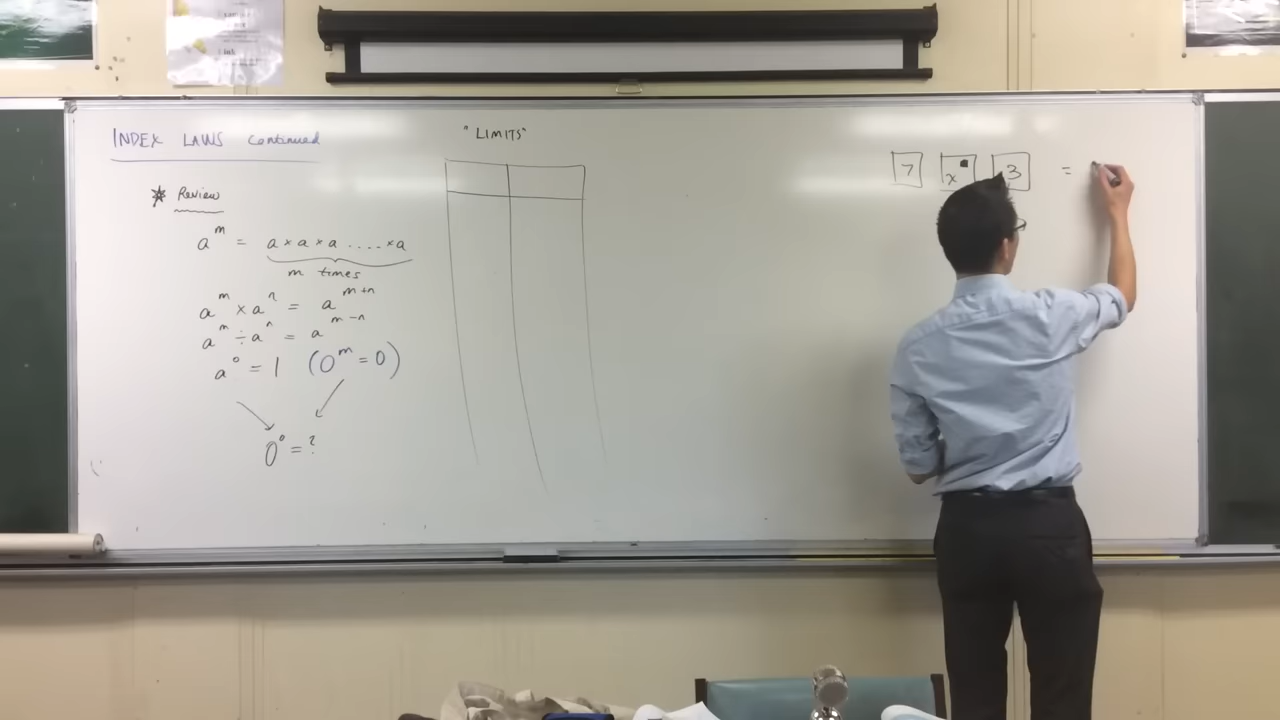 INDEX LAWS Continued
"LIMITS"
Review
a^m = a × a × a .... × a
m times
a^m × a^n = a^(m+n)
a^m ÷ a^n = a^(m-n)
a^0 = 1 (0^m = 0)
0^0 = ?
7 x^■ 3 =